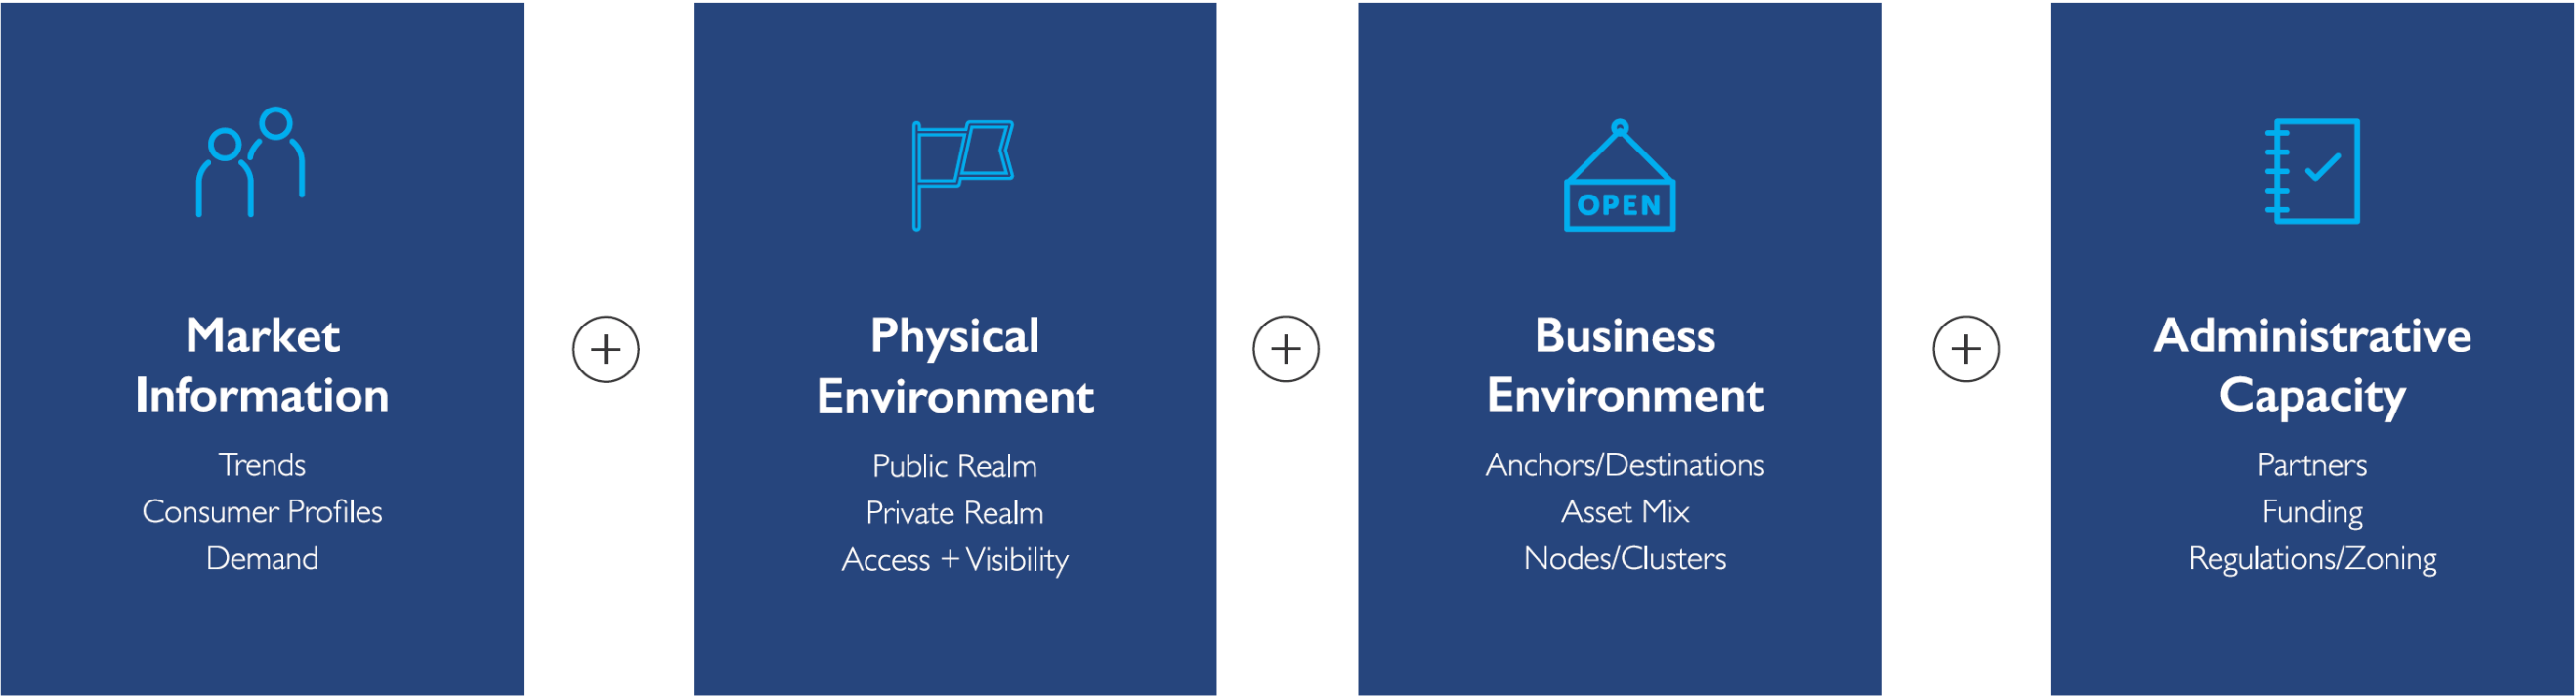 Market
Information
Trends
Consumer Profiles
Demand
+
Physical
Environment
Public Realm
Private Realm
Access + Visibility
+
OPEN
Business
Environment
Anchors/Destinations
Asset Mix
Nodes/Clusters
+
Administrative
Capacity
Partners
Funding
Regulations/Zoning